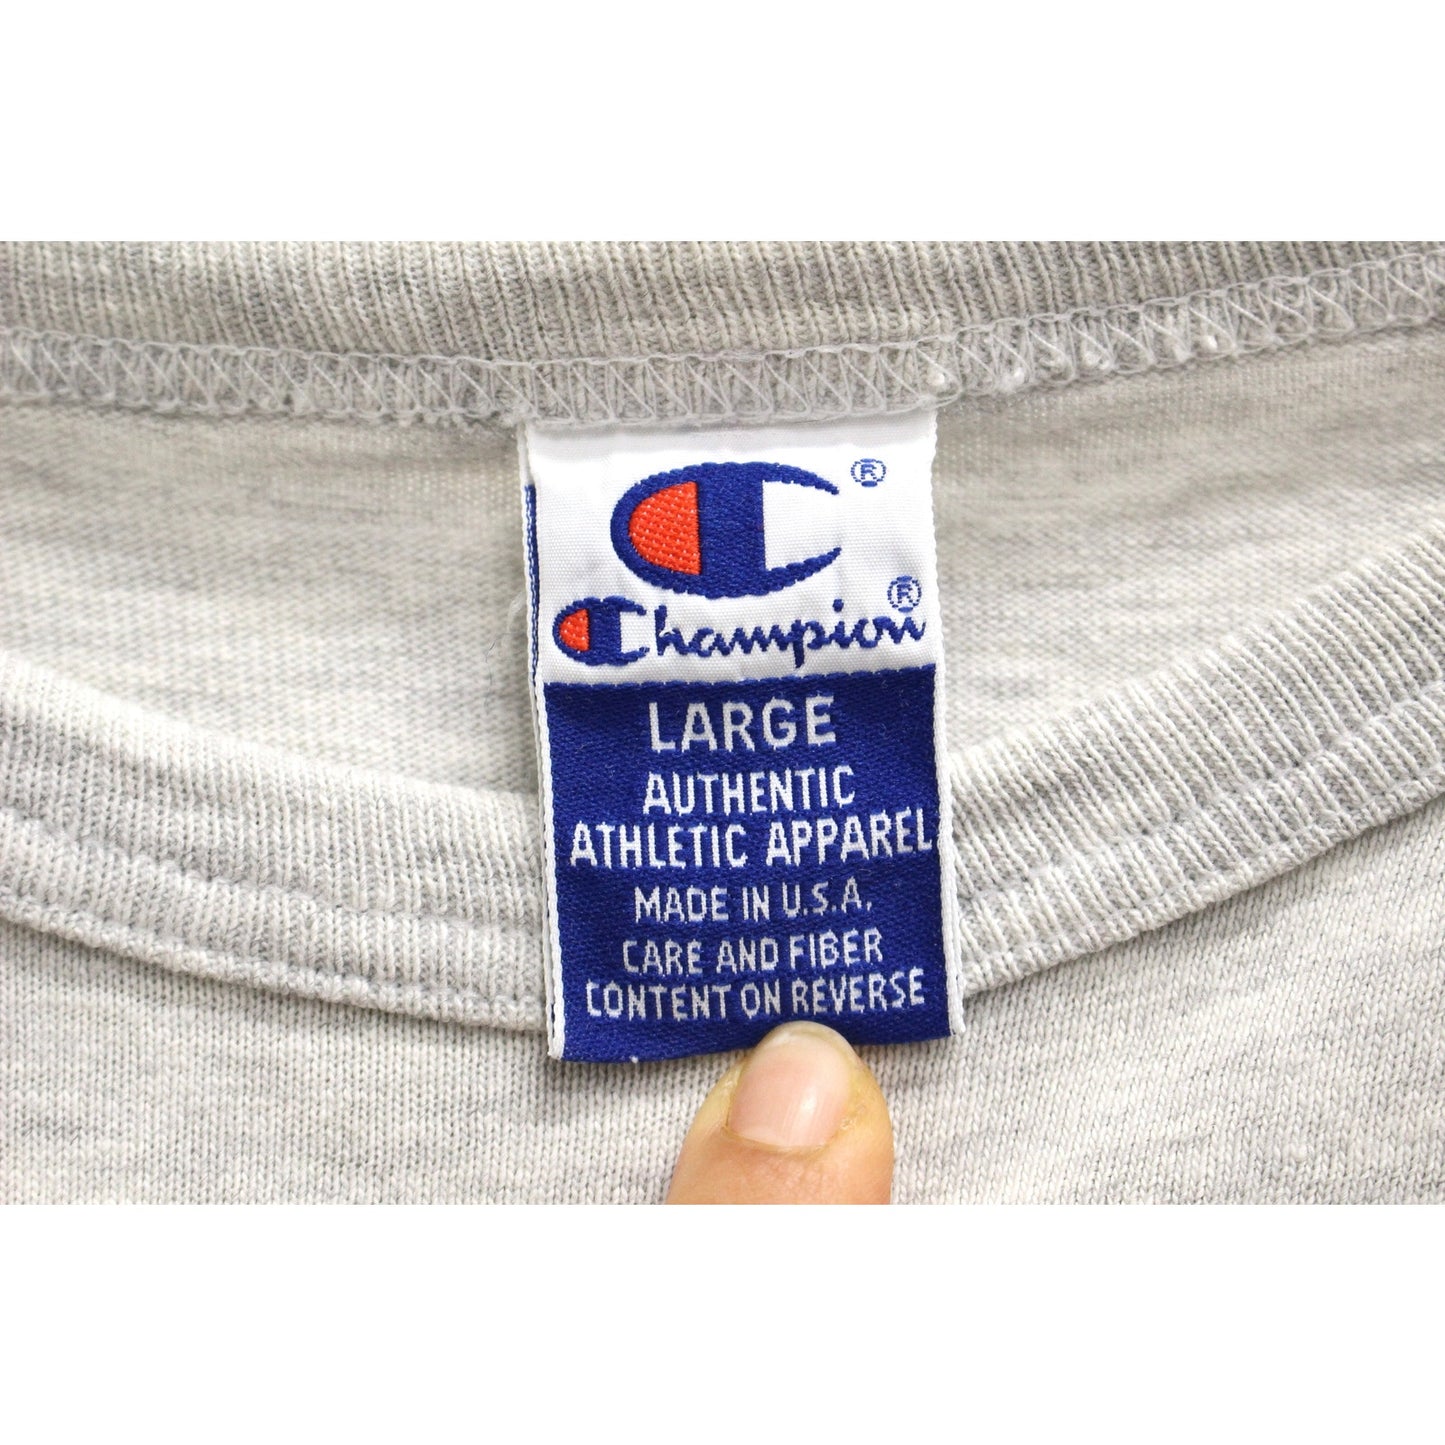 ®
Champion ®
LARGE
AUTHENTIC
ATHLETIC APPAREL
MADE IN U.S.A.
CARE AND FIBER
CONTENT ON REVERSE